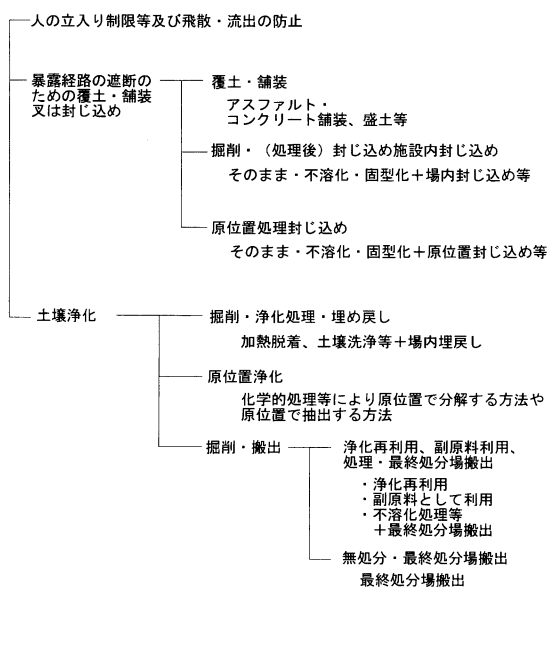 人の立入り制限等及び飛散・流出の防止
暴露経路の遮断の
ための覆土・舗装
叉は封じ込め
覆土・舗装
アスファルト・
コンクリート舗装、盛土等
掘削・（処理後）封じ込め施設内封じ込め
そのまま・不溶化・固型化＋場内封じ込め等
原位置処理封じ込め
そのまま・不溶化・固型化＋原位置封じ込め等
土壌浄化
掘削・浄化処理・埋め戻し
加熱脱着、土壌洗浄等＋場内埋戻し
原位置浄化
化学的処理等により原位置で分解する方法や
原位置で抽出する方法
掘削・搬出
浄化再利用、副原料利用、
処理・最終処分場搬出
・浄化再利用
・副原料として利用
・不溶化処理等
＋最終処分場搬出
無処分・最終処分場搬出
最終処分場搬出